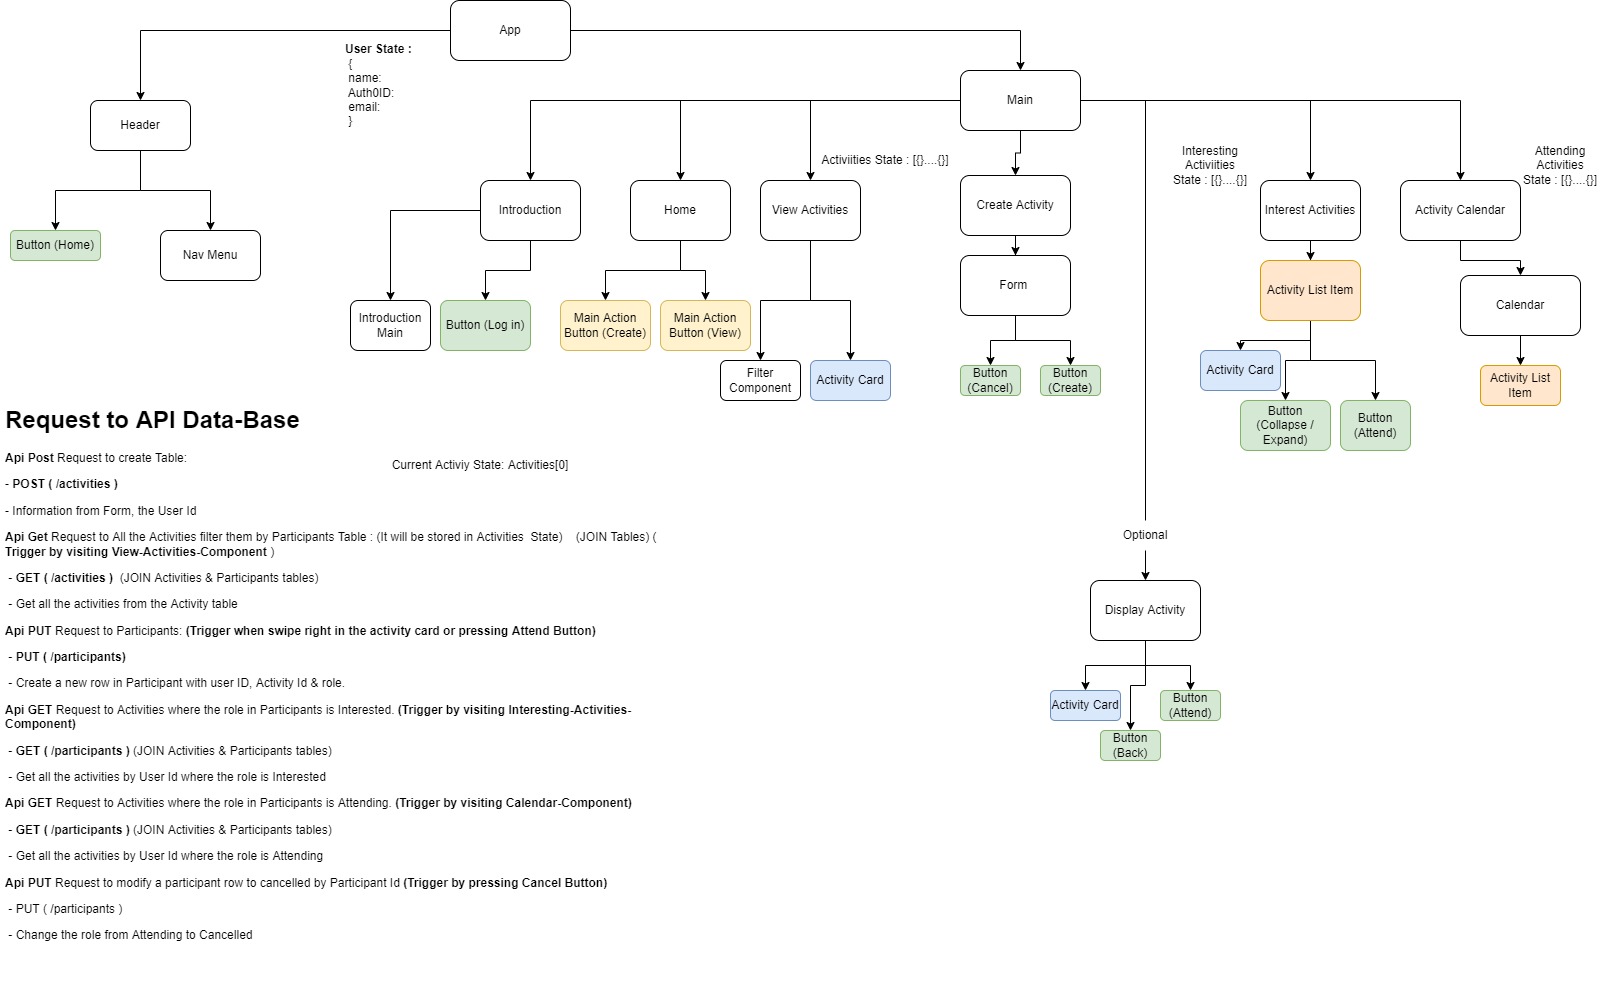 App
User State :
{
name:
Auth0ID:
email:
}
Main
Header
Button (Home)
Nav Menu
Activiities State : [{}....{}]
Interesting
Activiities
State : [{}....{}]
Attending
Activities
State : [{}....{}]
Introduction
Home
View Activities
Create Activity
Interest Activities
Activity Calendar
Introduction
Main
Button (Log in)
Main Action
Button (Create)
Main Action
Button (View)
Filter
Component
Activity Card
Form
Button
(Cancel)
Button
(Create)
Activity List Item
Activity Card
Button
(Collapse /
Expand)
Button
(Attend)
Calendar
Activity List
Item
Request to API Data-Base
Current Activiy State: Activities[0]
Api Post Request to create Table:
- POST ( /activities )
- Information from Form, the User Id
Api Get Request to All the Activities filter them by Participants Table : (It will be stored in Activities State) (JOIN Tables) (
Trigger by visiting View-Activities-Component )
- GET ( /activities ) (JOIN Activities & Participants tables)
- Get all the activities from the Activity table
Api PUT Request to Participants: (Trigger when swipe right in the activity card or pressing Attend Button)
- PUT ( /participants)
- Create a new row in Participant with user ID, Activity Id & role.
Api GET Request to Activities where the role in Participants is Interested. (Trigger by visiting Interesting-Activities-
Component)
- GET ( /participants ) (JOIN Activities & Participants tables)
- Get all the activities by User Id where the role is Interested
Api GET Request to Activities where the role in Participants is Attending. (Trigger by visiting Calendar-Component)
- GET ( /participants ) (JOIN Activities & Participants tables)
- Get all the activities by User Id where the role is Attending
Api PUT Request to modify a participant row to cancelled by Participant Id (Trigger by pressing Cancel Button)
- PUT ( /participants )
- Change the role from Attending to Cancelled
Optional
Display Activity
Activity Card
Button
(Attend)
Button
(Back)